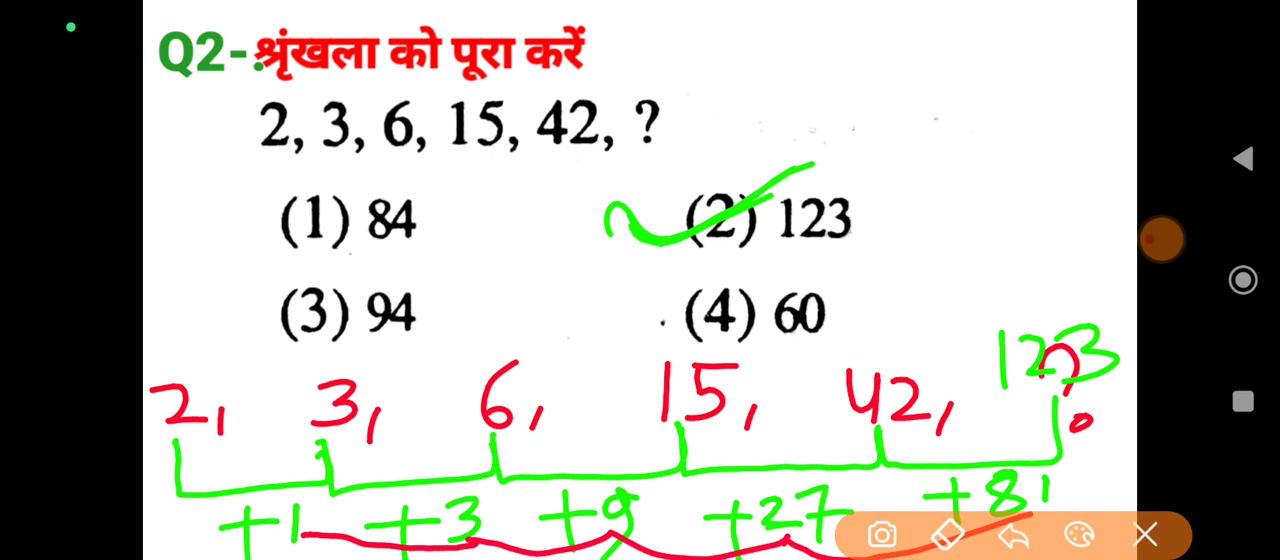 Q2-.श्रृंखला को पूरा करें
2, 3, 6, 15, 42, ?
(1) 84 (2) 123
(3) 94 (4) 60
2, 3, 6, 15, 42, ? 123
+1 +3 +9 +27 +81